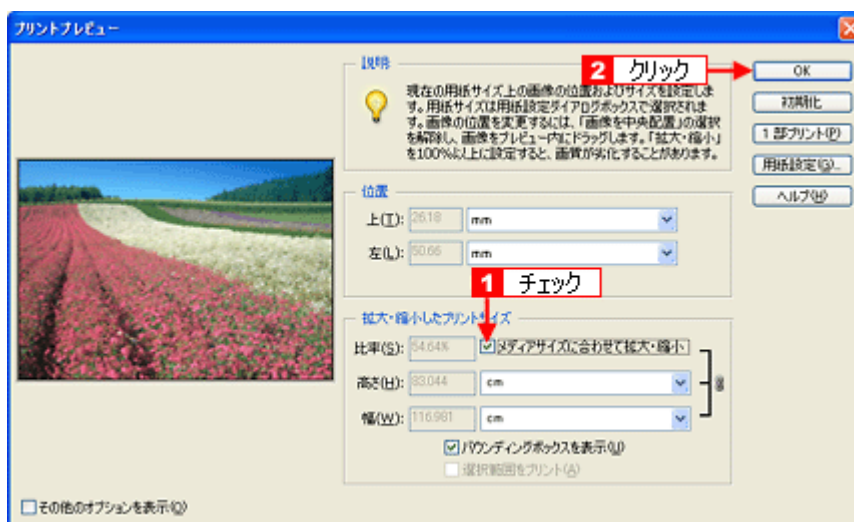 プリントプレビュー
説明
現在の用紙サイズ上の画像の位置およびサイズを設定しま
す。用紙サイズは用紙設定ダイアログボックスで選択されま
す。画像の位置を変更するには、「画像を中央配置」の選択
を解除し、画像をプレビュー内にドラッグします。「拡大・縮小」
を100%以上に設定すると、画質が劣化することがあります。
2 クリック
OK
初期化
1 部プリント(P)
用紙設定(G)...
ヘルプ(H)
位置
上(T): 26.18 mm
左(L): 50.66 mm
1 チェック
拡大・縮小したプリントサイズ
比率(S): 54.64% メディアサイズに合わせて拡大・縮小
高さ(H): 83.044 cm
幅(W): 116.981 cm
バウンディングボックスを表示(U)
選択範囲をプリント(A)
その他のオプションを表示(O)